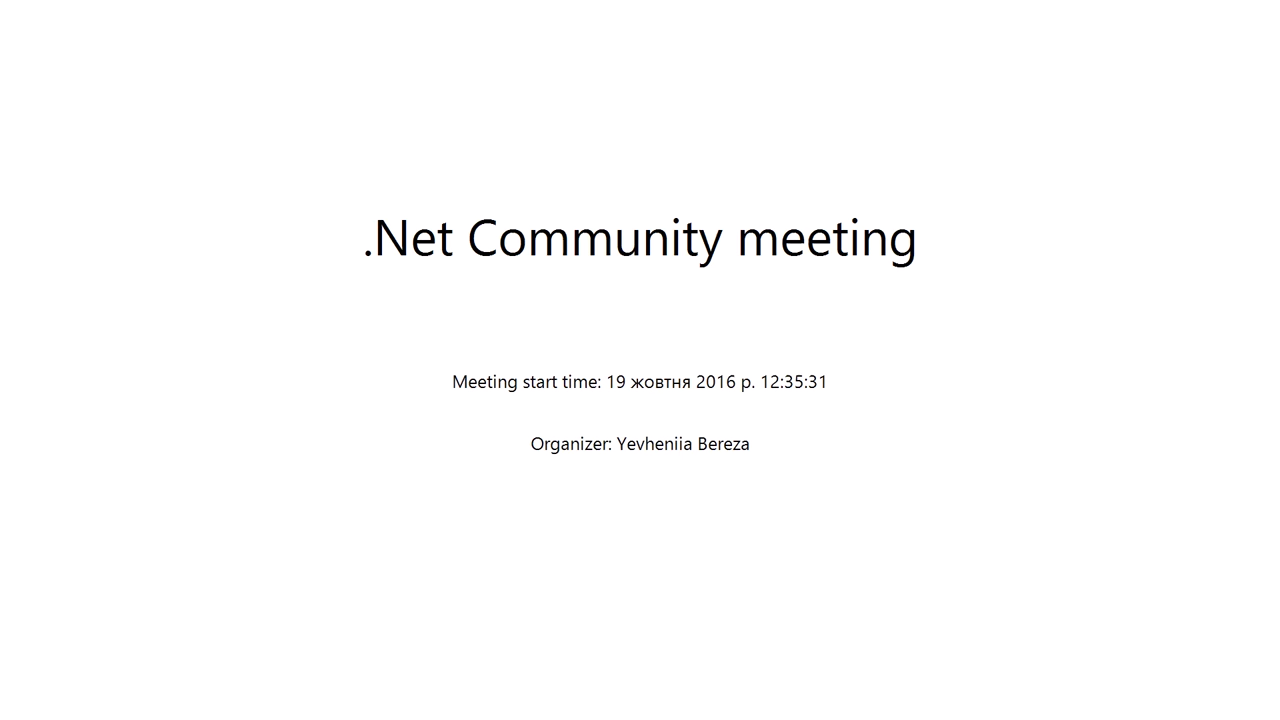 .Net Community meeting
Meeting start time: 19 жовтня 2016 р. 12:35:31
Organizer: Yevheniia Bereza